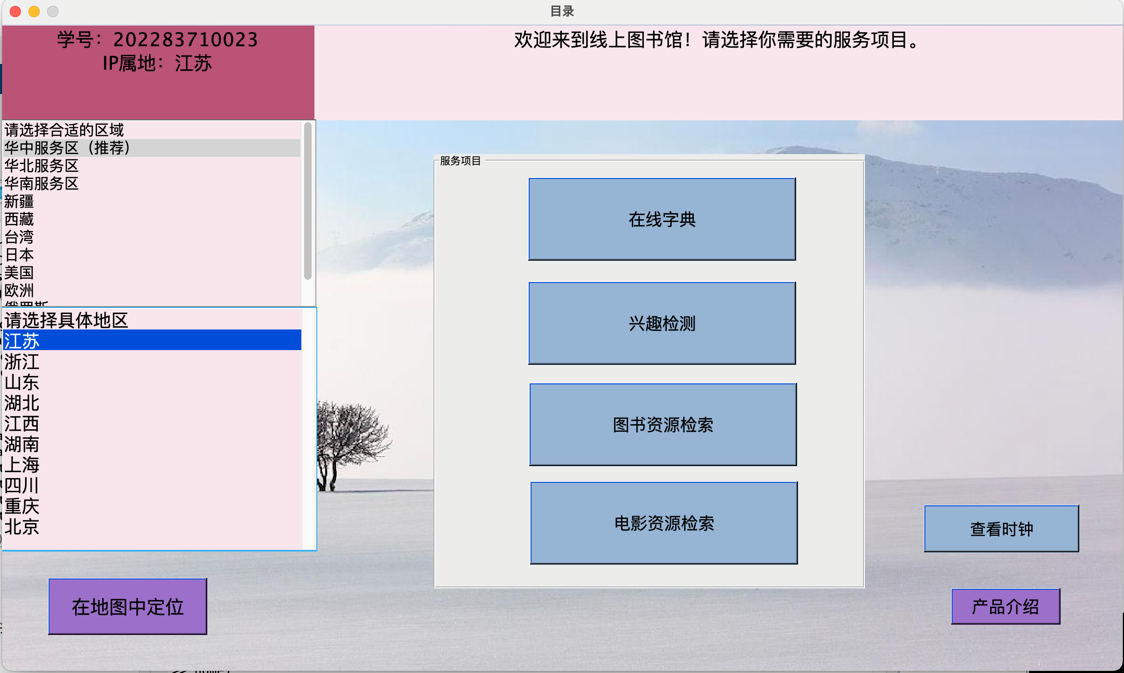 目录
学号：202283710023
IP属地：江苏
欢迎来到线上图书馆！请选择你需要的服务项目。
请选择合适的区域
华中服务区（推荐）
华北服务区
华南服务区
新疆
西藏
台湾
日本
美国
欧洲
请选择具体地区
江苏
浙江
山东
湖北
江西
湖南
上海
四川
重庆
北京
在地图中定位
服务项目
在线字典
兴趣检测
图书资源检索
电影资源检索
查看时钟
产品介绍